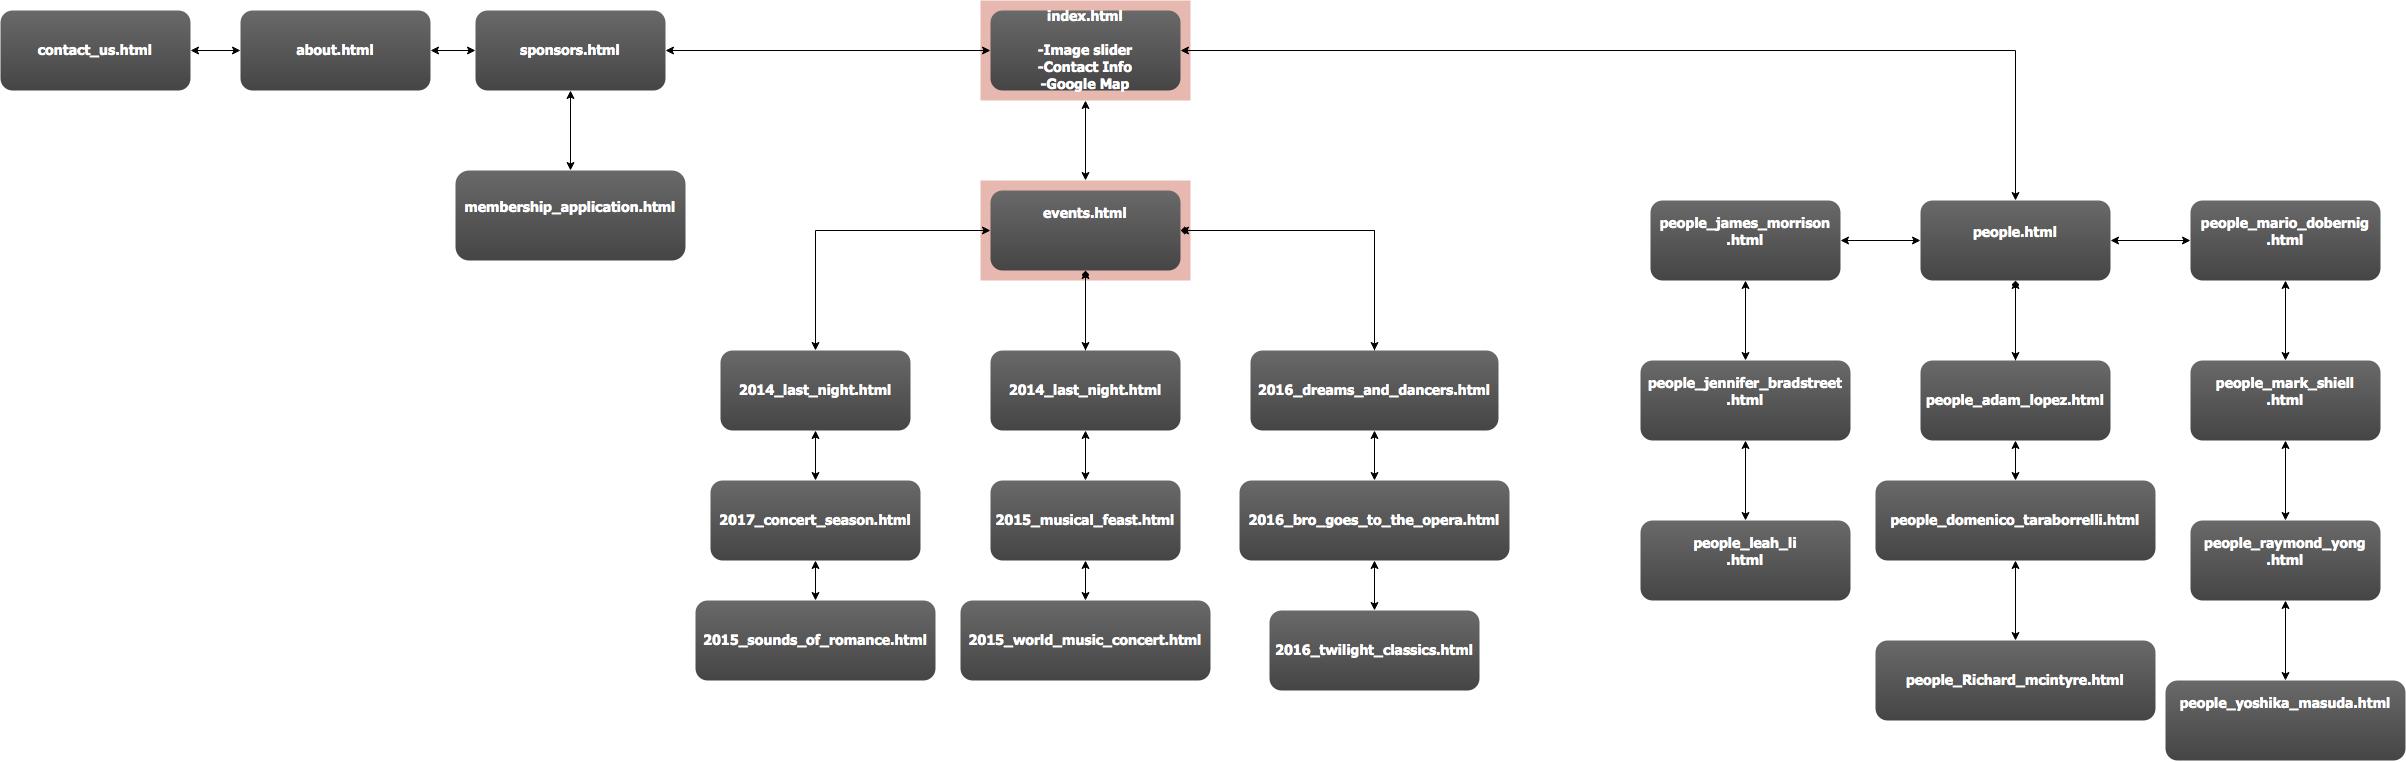 contact_us.html
about.html
sponsors.html
index.html
-Image slider
-Contact Info
-Google Map
membership_application.html
events.html
people_james_morrison
.html
people.html
people_mario_dobernig
.html
2014_last_night.html
2014_last_night.html
2016_dreams_and_dancers.html
people_jennifer_bradstreet
.html
people_adam_lopez.html
people_mark_shiell
.html
2017_concert_season.html
2015_musical_feast.html
2016_bro_goes_to_the_opera.html
people_leah_li
.html
people_domenico_taraborrelli.html
people_raymond_yong
.html
2015_sounds_of_romance.html
2015_world_music_concert.html
2016_twilight_classics.html
people_Richard_mcintyre.html
people_yoshika_masuda.html